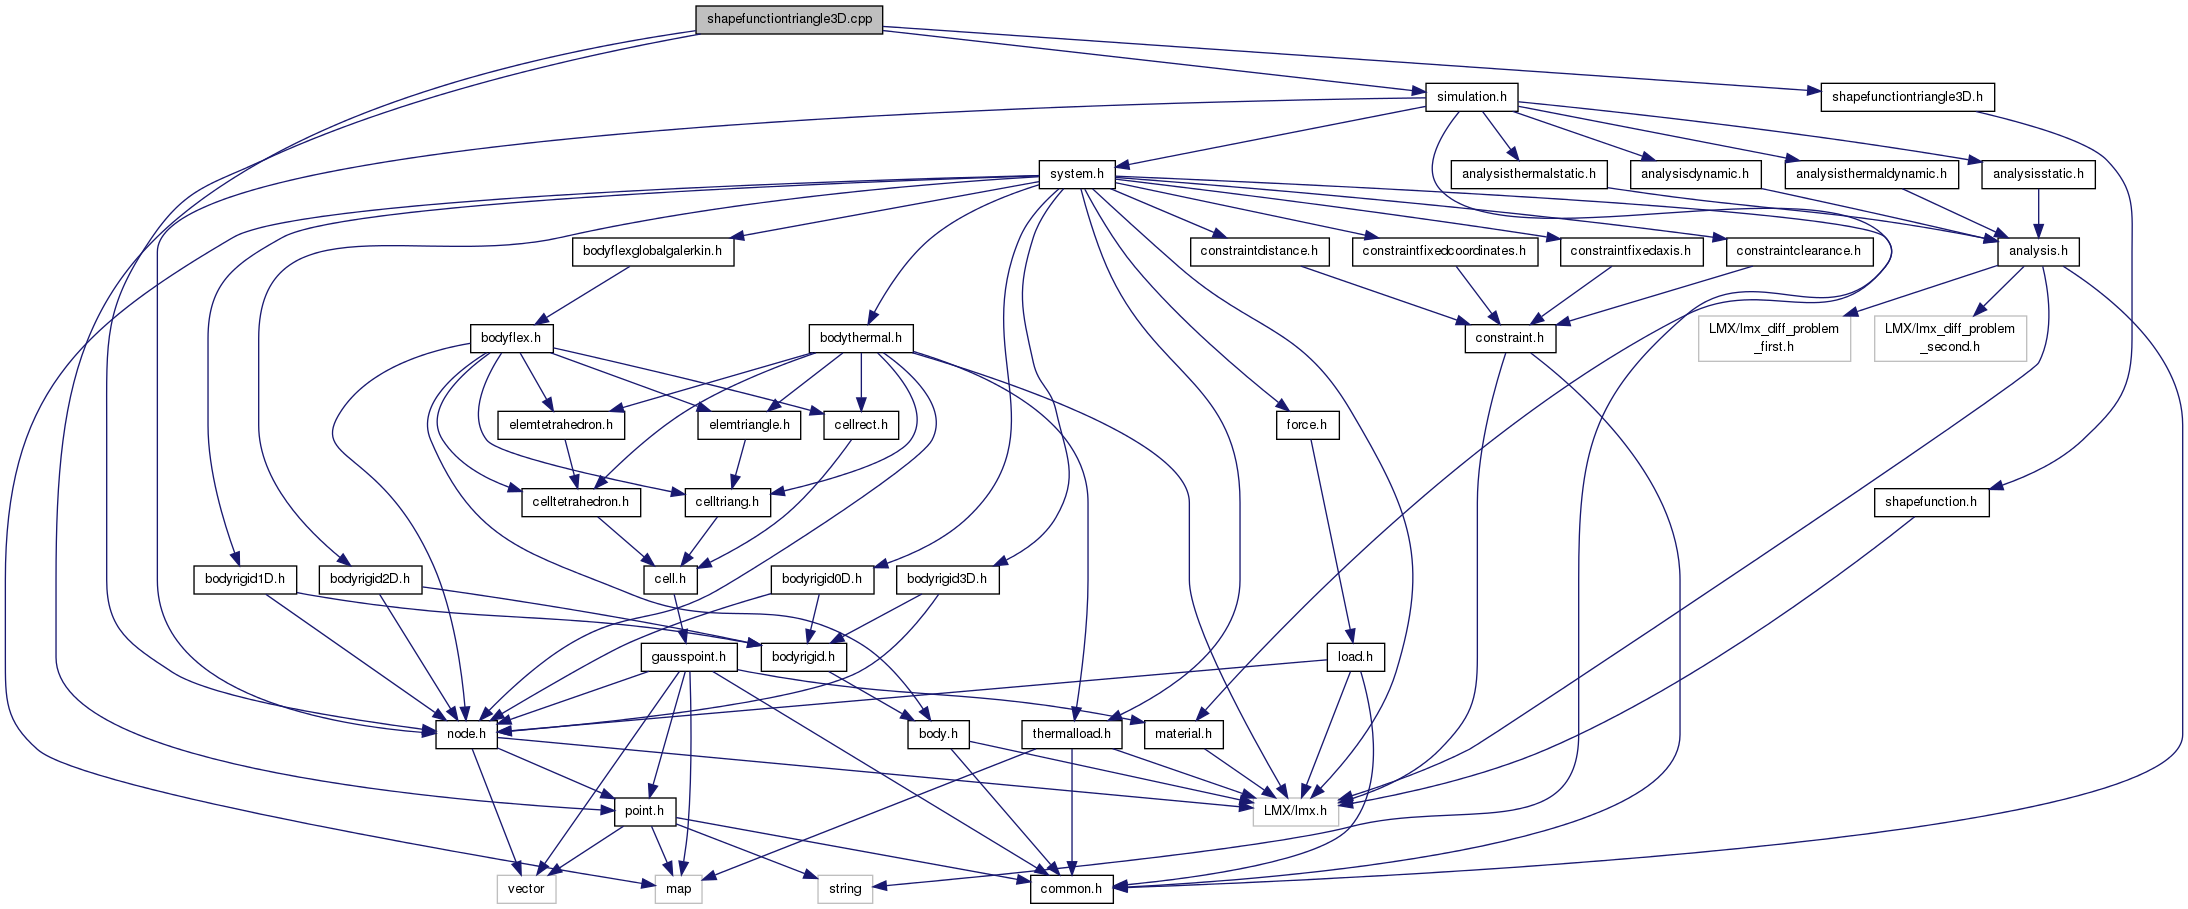 shapefunctiontriangle3D.cpp
simulation.h
shapefunctiontriangle3D.h
system.h
analysisthermalstatic.h
analysisdynamic.h
analysisthermaldynamic.h
analysisstatic.h
bodyflexglobalgalerkin.h
constraintdistance.h
constraintfixedcoordinates.h
constraintfixedaxis.h
constraintclearance.h
analysis.h
bodyflex.h
bodythermal.h
constraint.h
LMX/lmx_diff_problem
_first.h
LMX/lmx_diff_problem
_second.h
elemtetrahedron.h
elemtriangle.h
cellrect.h
force.h
celltetrahedron.h
celltriang.h
shapefunction.h
bodyrigid1D.h
bodyrigid2D.h
cell.h
bodyrigid0D.h
bodyrigid3D.h
gausspoint.h
bodyrigid.h
load.h
node.h
body.h
thermalload.h
material.h
point.h
LMX/lmx.h
vector
map
string
common.h